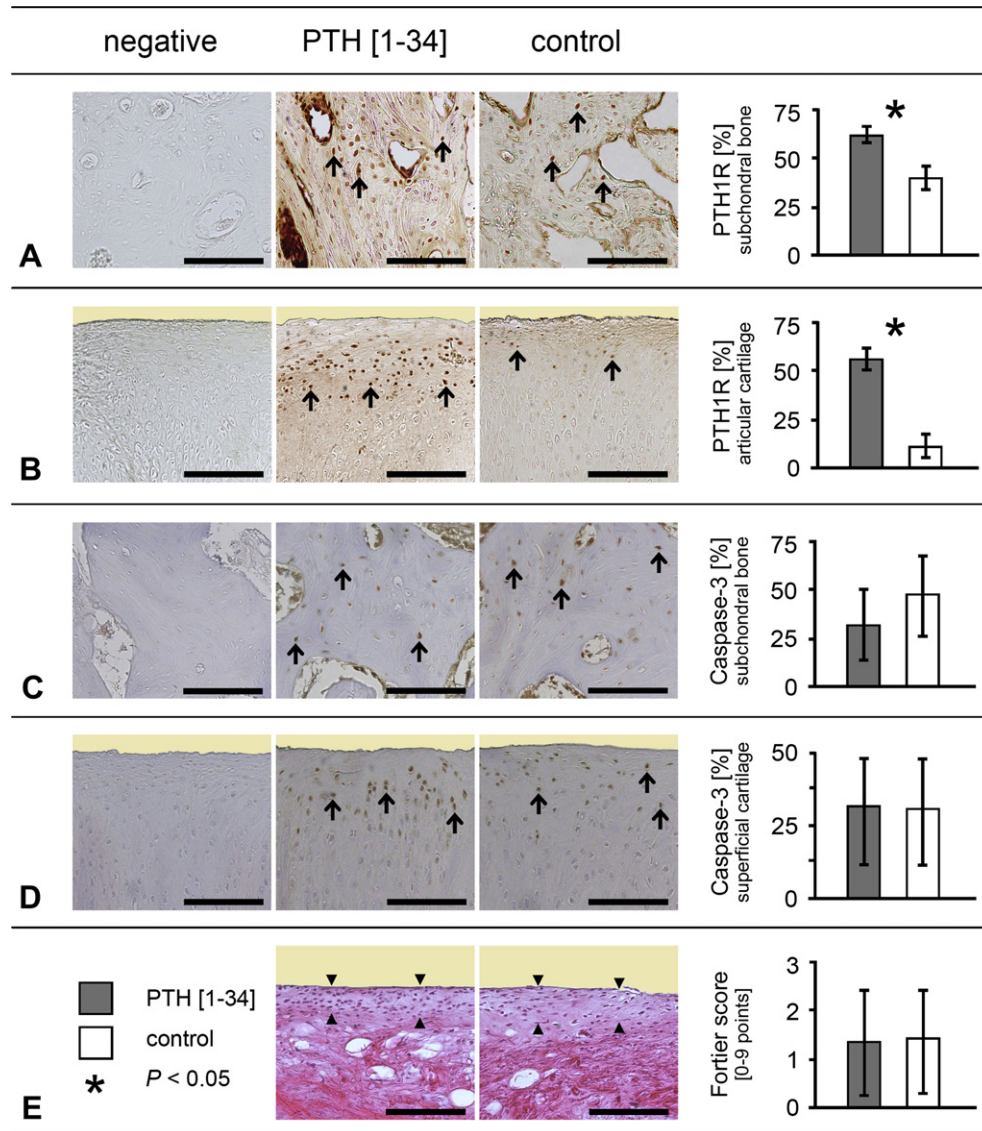 negative PTH [1-34] control
A
PTH1R [%]
subchondral bone
75
50
25
0
*
B
PTH1R [%]
articular cartilage
75
50
25
0
*
C
Caspase-3 [%]
subchondral bone
75
50
25
0
D
Caspase-3 [%]
superficial cartilage
50
25
0
E
PTH [1-34]
control
* P < 0.05
Fortier score
[0-9 points]
3
2
1
0